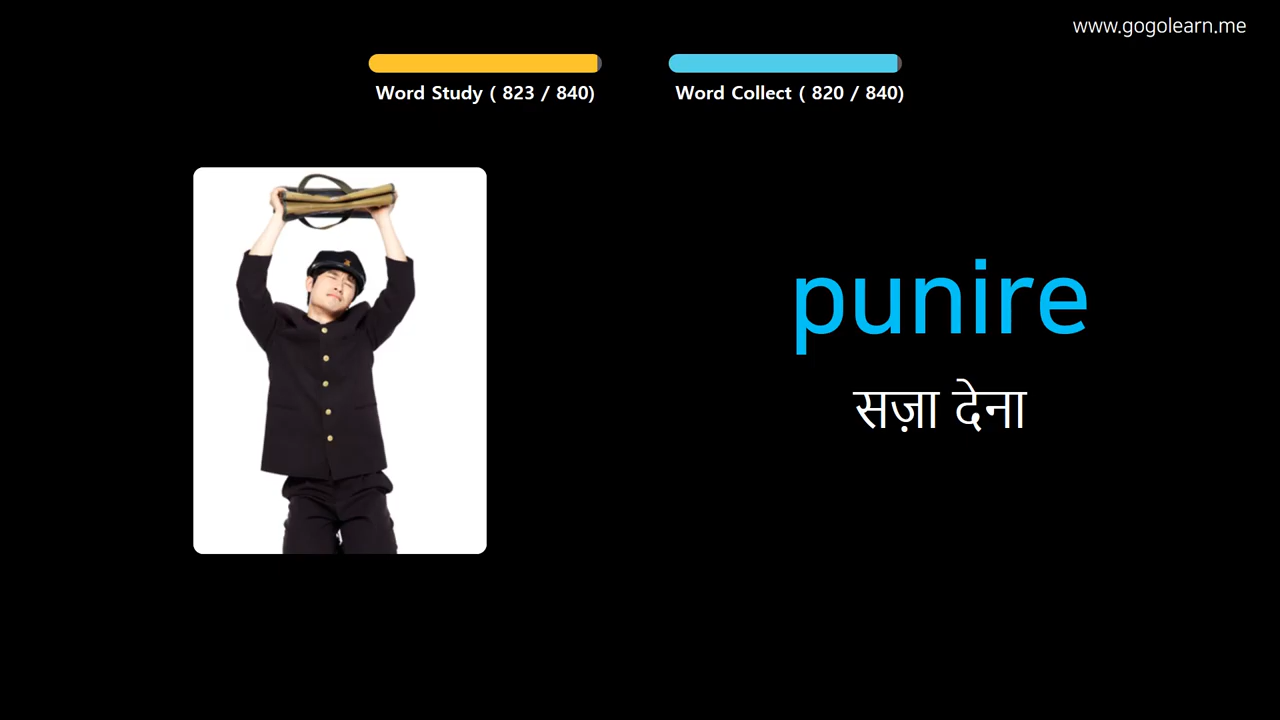 www.gogolearn.me
Word Study ( 823 / 840)
Word Collect ( 820 / 840)
punire
सज़ा देना